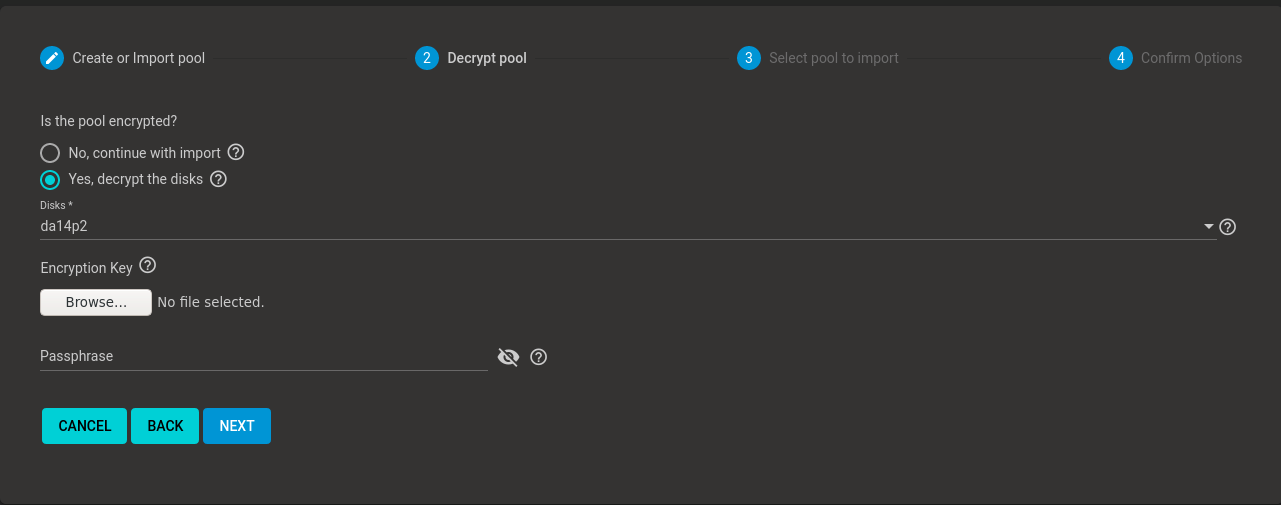 Create or Import pool
2 Decrypt pool
3 Select pool to import
4 Confirm Options
Is the pool encrypted?
No, continue with import ?
Yes, decrypt the disks ?
Disks *
da14p2 ?
Encryption Key ?
Browse... No file selected.
Passphrase ?
CANCEL BACK NEXT